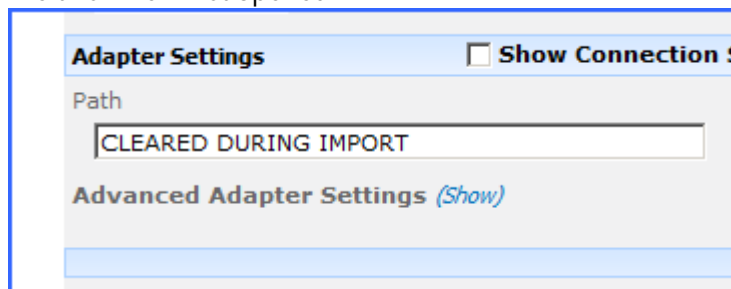 Adapter Settings Show Connection
Path
CLEARED DURING IMPORT
Advanced Adapter Settings (Show)